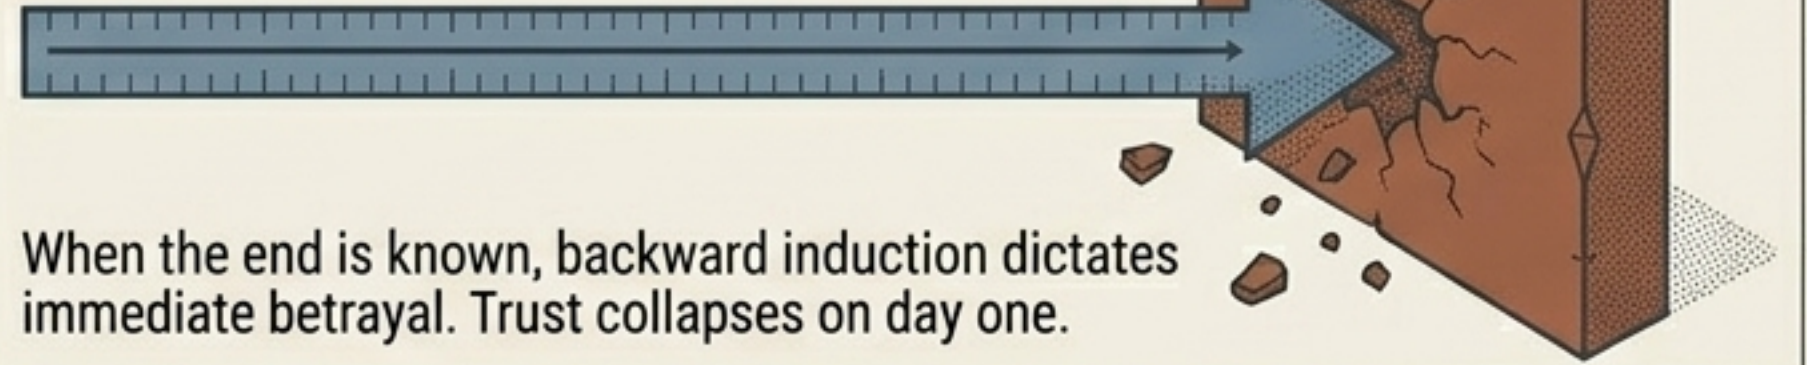 When the end is known, backward induction dictates
immediate betrayal. Trust collapses on day one.